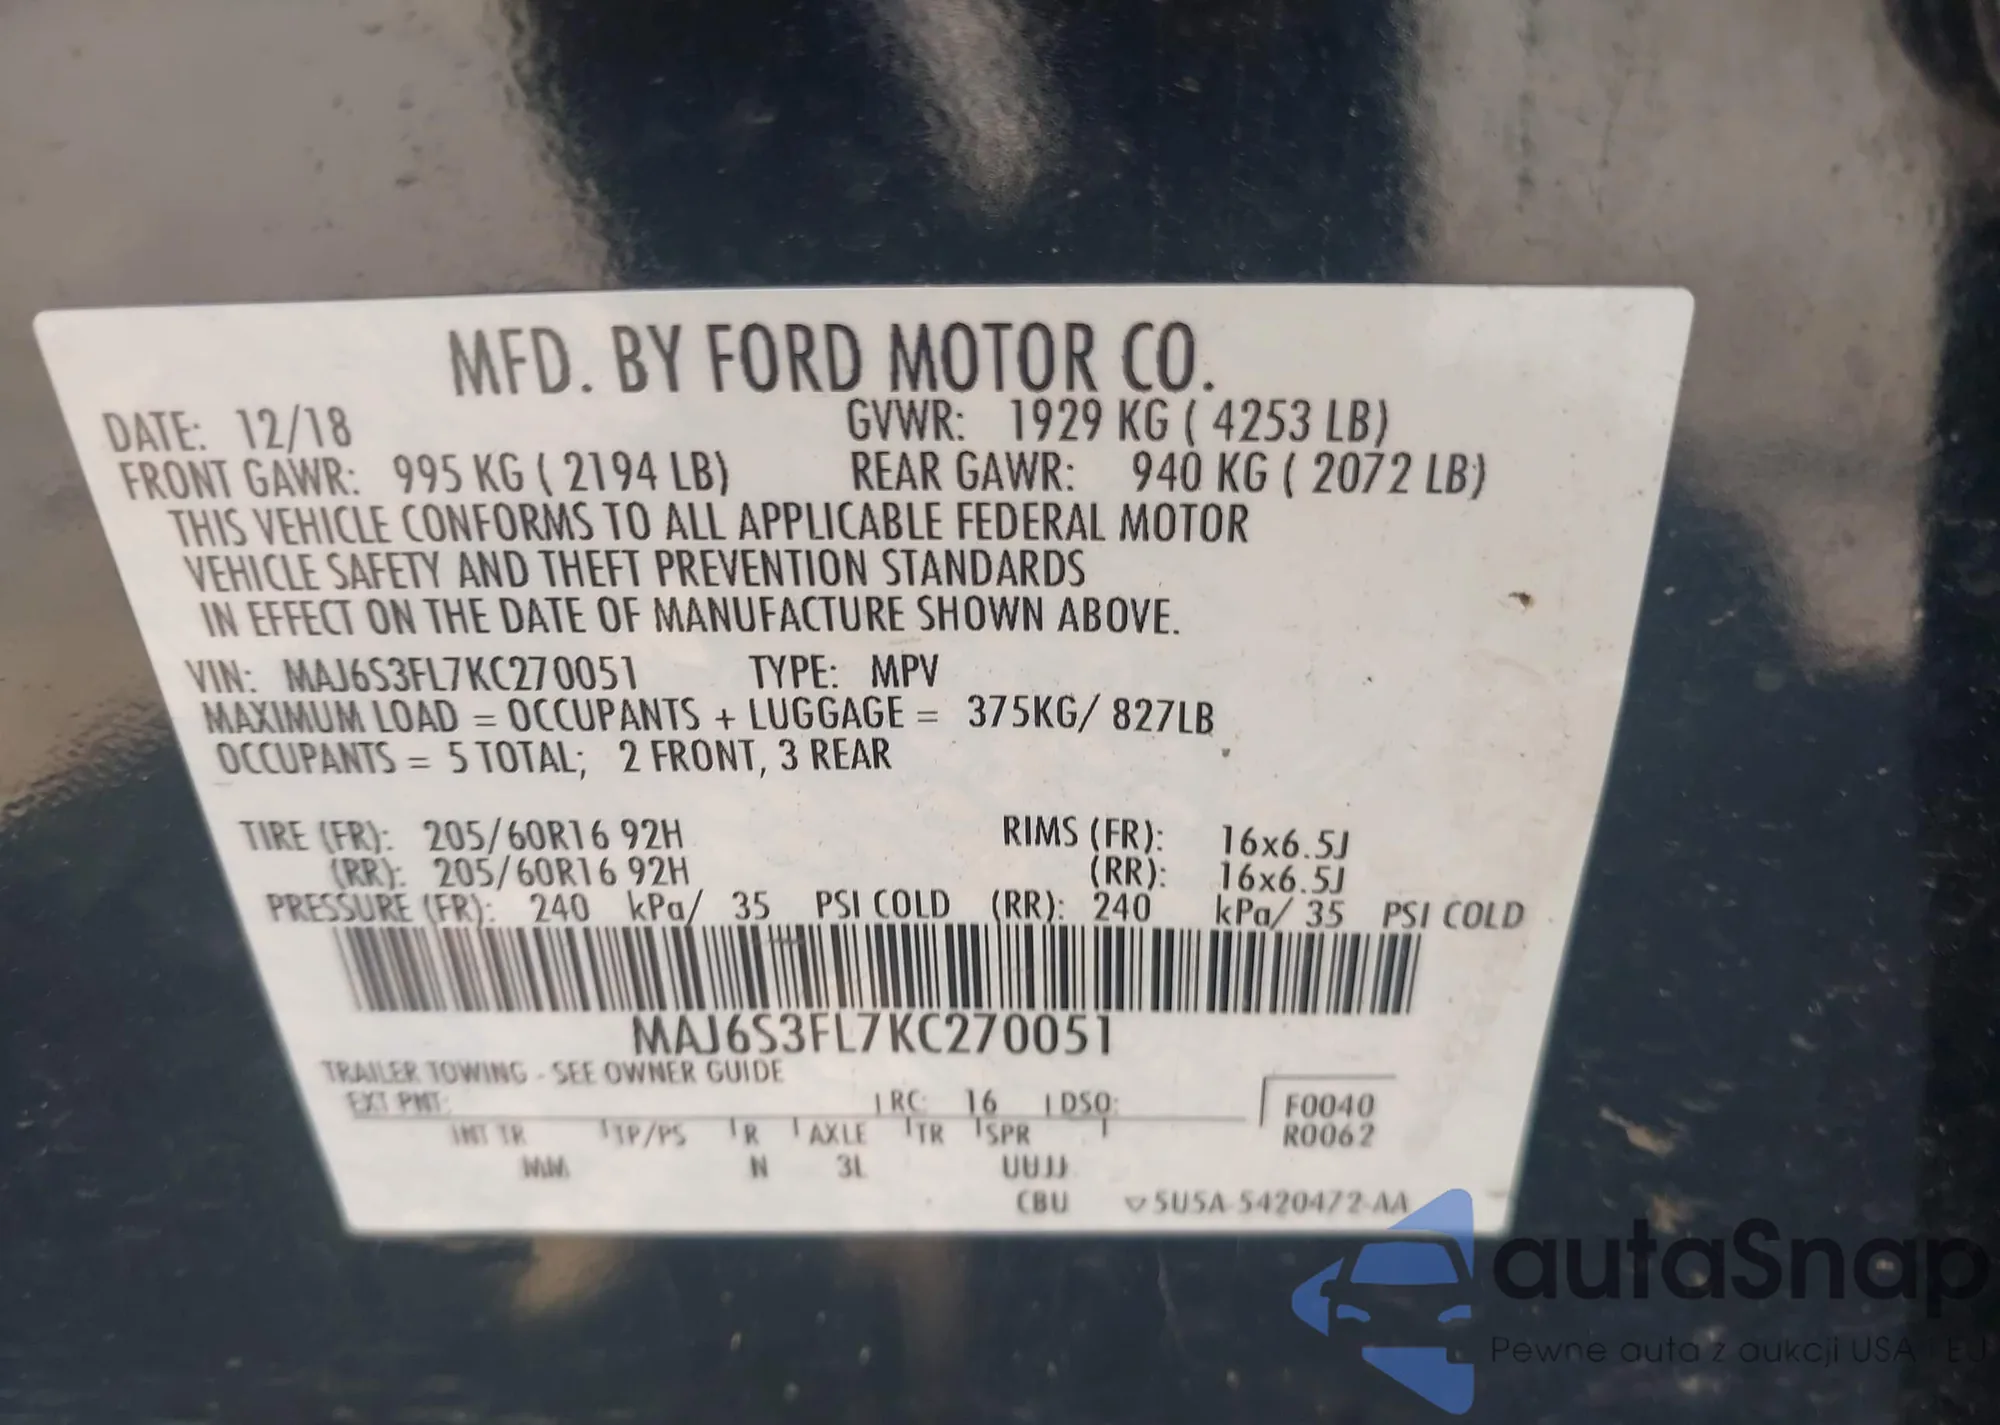 MFD. BY FORD MOTOR CO.
DATE: 12/18 GVWR: 1929 KG ( 4253 LB)
FRONT GAWR: 995 KG ( 2194 LB) REAR GAWR: 940 KG ( 2072 LB)
THIS VEHICLE CONFORMS TO ALL APPLICABLE FEDERAL MOTOR
VEHICLE SAFETY AND THEFT PREVENTION STANDARDS
IN EFFECT ON THE DATE OF MANUFACTURE SHOWN ABOVE.
VIN: MAJ6S3FL7KC270051 TYPE: MPV
MAXIMUM LOAD = OCCUPANTS + LUGGAGE = 375KG/ 827LB
OCCUPANTS = 5 TOTAL; 2 FRONT, 3 REAR
TIRE (FR): 205/60R16 92H RIMS (FR): 16x6.5J
(RR): 205/60R16 92H (RR): 16x6.5J
PRESSURE (FR): 240 kPa/ 35 PSI COLD (RR): 240 kPa/ 35 PSI COLD
MAJ6S3FL7KC270051
TRAILER TOWING - SEE OWNER GUIDE
EXT PNT: RC: 16 DSO: F0040
INT TR TP/PS R AXLE TR SPR R0062
MM N 3L UUJJ
CBU 5U5A-5420472-AA
autaSnap
Pewne auta z aukcji USA i EU